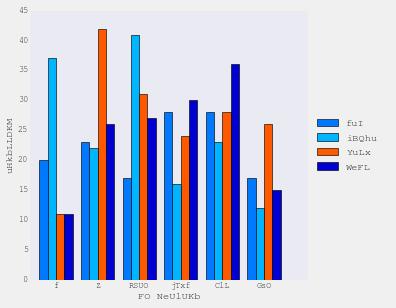 45
40
35
30
25
20
15
10
5
0
uHkbLLDKM
f
Z
RSUO
jTxf
ClL
GsO
FO NeUlUKb
fuI
iBQhu
YuLx
WeFL